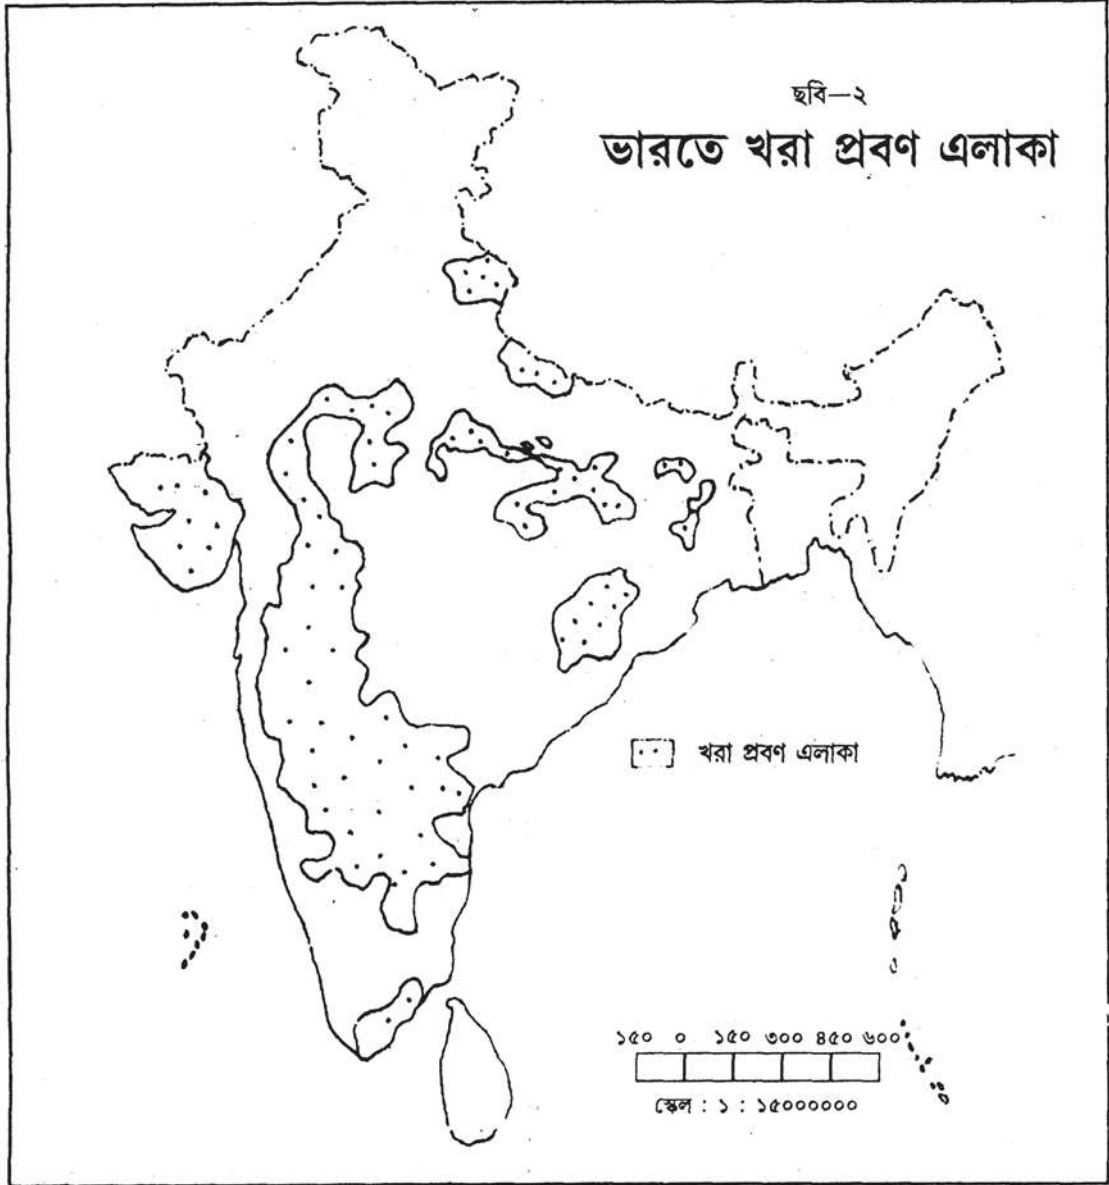 ছবি—২
ভারতে খরা প্রবণ এলাকা
খরা প্রবণ এলাকা
১৫০ ০ ১৫০ ৩০০ ৪৫০ ৬০০
স্কেল : ১ : ১৫০০০০০০